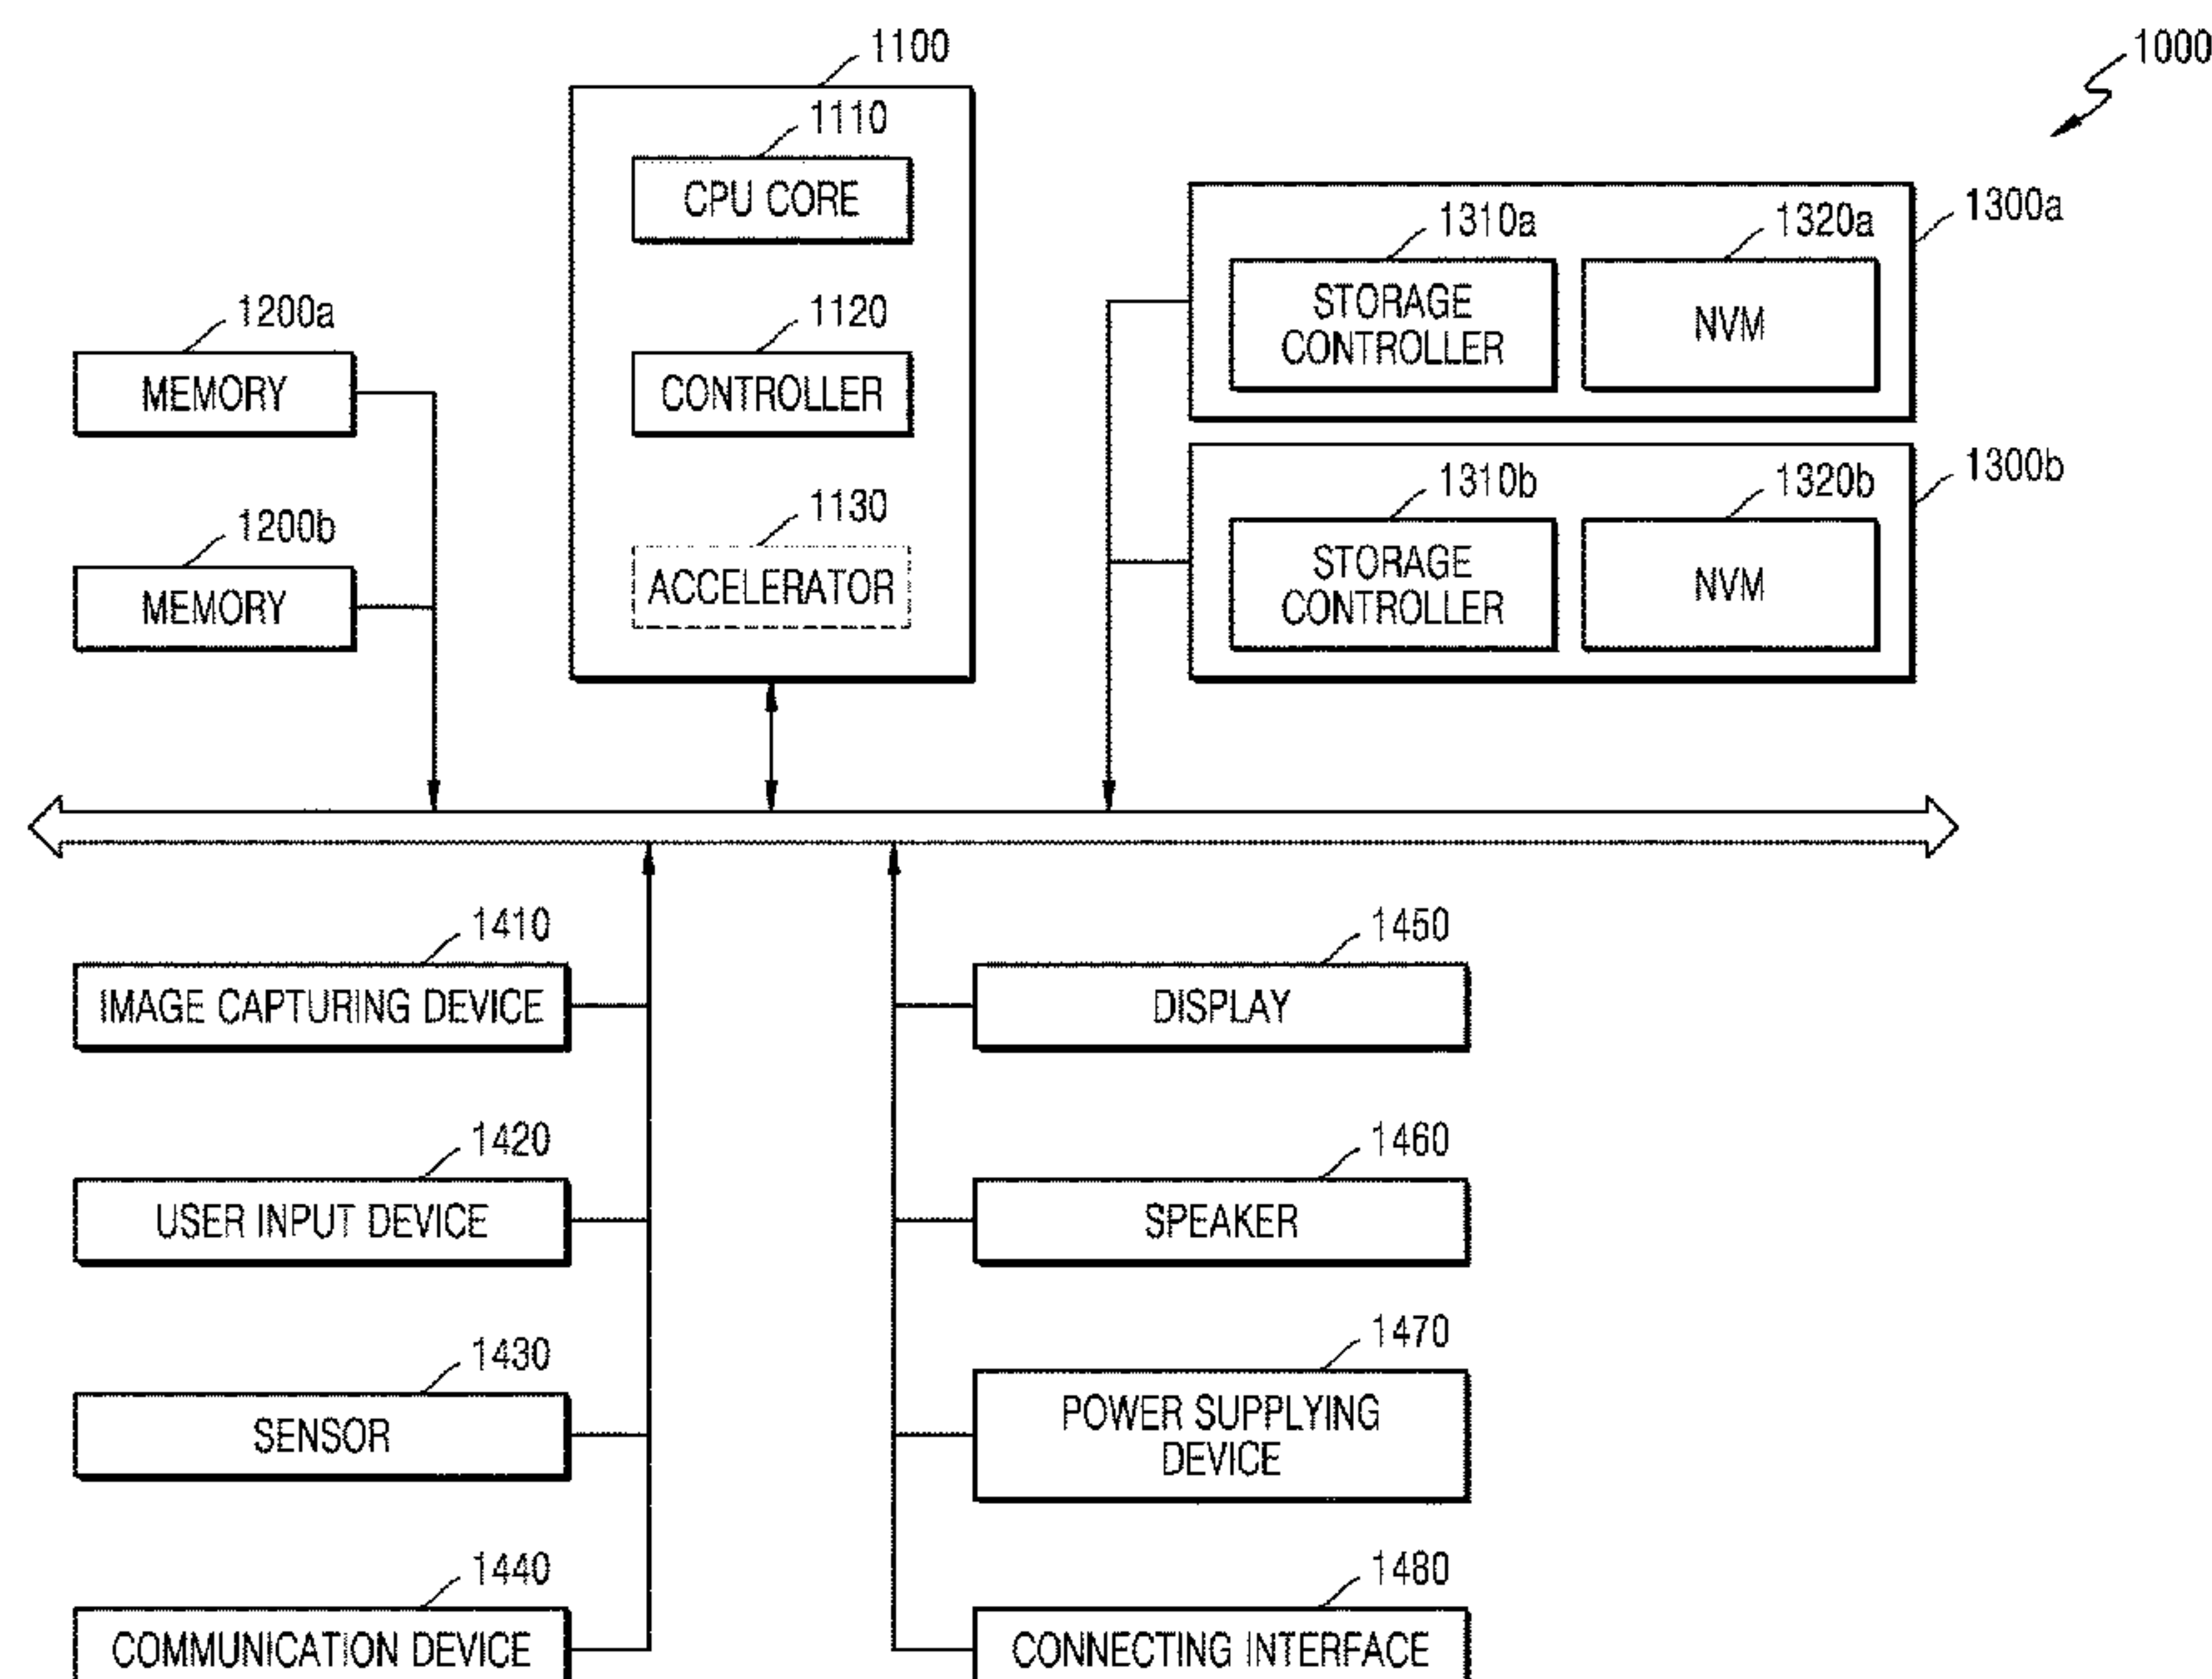 1000
1100
1110
CPU CORE
1120
CONTROLLER
1130
ACCELERATOR
1200a
MEMORY
1200b
MEMORY
1300a
1310a
STORAGE
CONTROLLER
1320a
NVM
1300b
1310b
STORAGE
CONTROLLER
1320b
NVM
1410
IMAGE CAPTURING DEVICE
1420
USER INPUT DEVICE
1430
SENSOR
1440
COMMUNICATION DEVICE
1450
DISPLAY
1460
SPEAKER
1470
POWER SUPPLYING
DEVICE
1480
CONNECTING INTERFACE